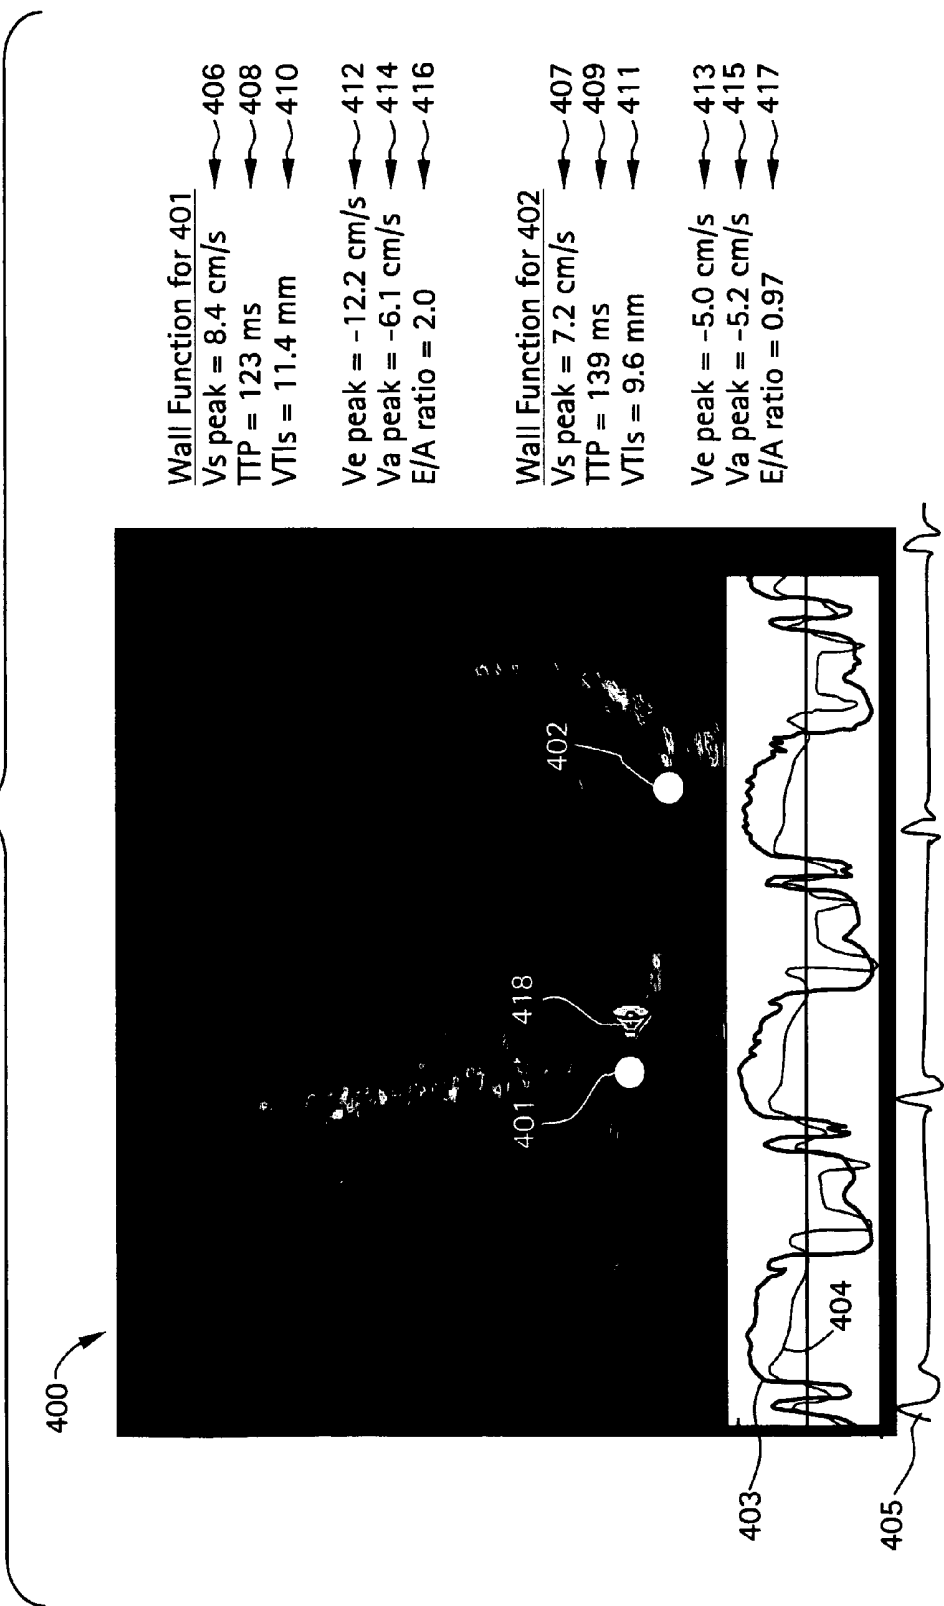 400
Wall Function for 401
Vs peak = 8.4 cm/s 406
TTP = 123 ms 408
VTIs = 11.4 mm 410
Ve peak = -12.2 cm/s 412
Va peak = -6.1 cm/s 414
E/A ratio = 2.0 416
Wall Function for 402
Vs peak = 7.2 cm/s 407
TTP = 139 ms 409
VTIs = 9.6 mm 411
Ve peak = -5.0 cm/s 413
Va peak = -5.2 cm/s 415
E/A ratio = 0.97 417
401
418
402
403
404
405